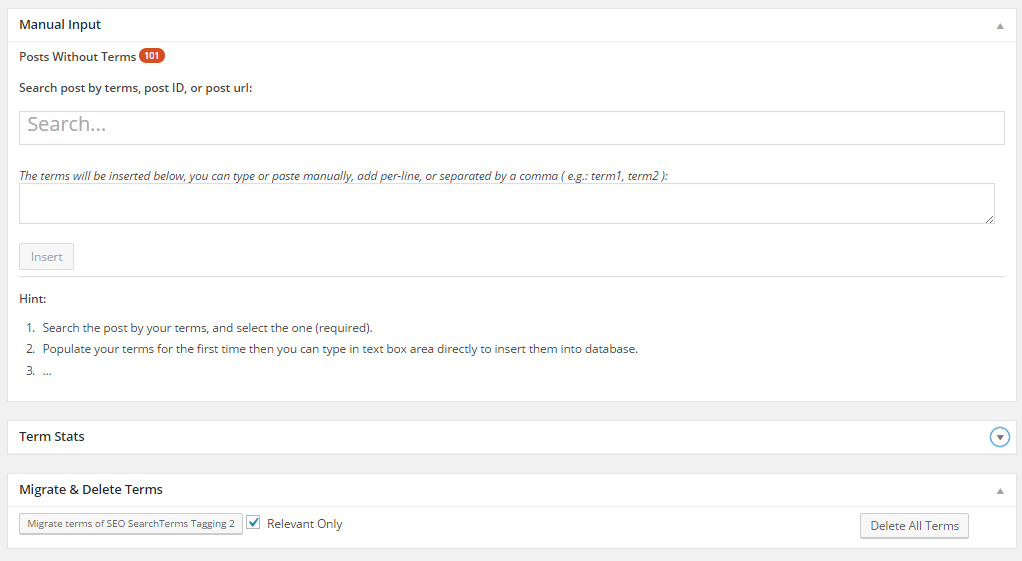 Manual Input
Posts Without Terms 101
Search post by terms, post ID, or post url:
Search...
The terms will be inserted below, you can type or paste manually, add per-line, or separated by a comma ( e.g.: term1, term2 ):
Insert
Hint:
1. Search the post by your terms, and select the one (required).
2. Populate your terms for the first time then you can type in text box area directly to insert them into database.
3. ...
Term Stats
Migrate & Delete Terms
Migrate terms of SEO SearchTerms Tagging 2 Relevant Only Delete All Terms